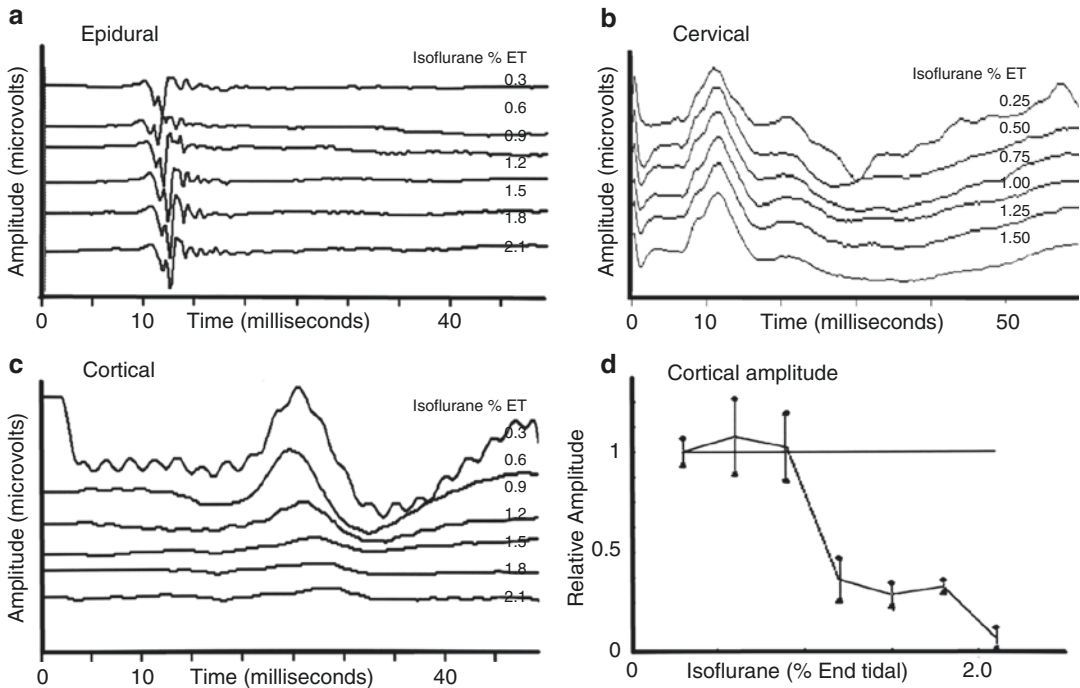 a
Epidural
Isoflurane % ET
0.3
0.6
0.9
1.2
1.5
1.8
2.1
Amplitude (microvolts)
0
10
Time (milliseconds)
40
b
Cervical
Isoflurane % ET
0.25
0.50
0.75
1.00
1.25
1.50
Amplitude (microvolts)
0
10
Time (milliseconds)
50
c
Cortical
Isoflurane % ET
0.3
0.6
0.9
1.2
1.5
1.8
2.1
Amplitude (microvolts)
0
10
Time (milliseconds)
40
d
Cortical amplitude
1
0.5
0
Relative Amplitude
0
Isoflurane (% End tidal)
2.0